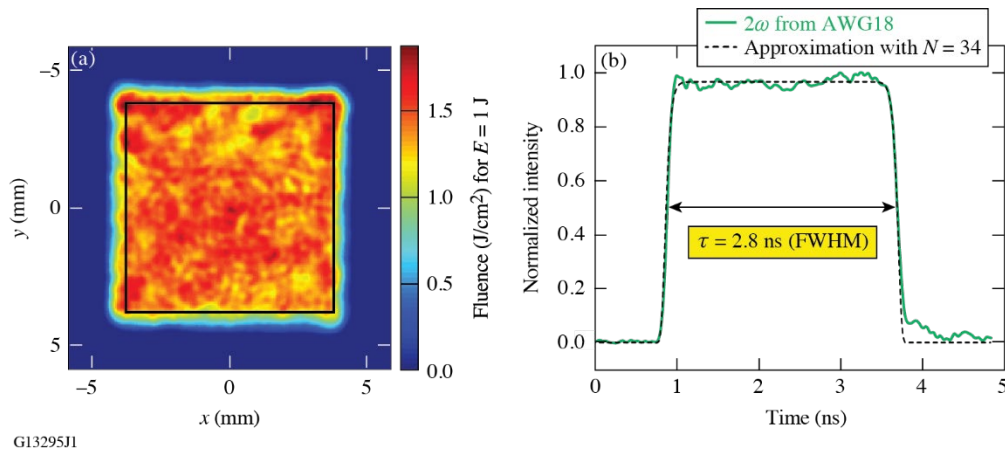 (a)
–5
0
5
y (mm)
–5
0
5
x (mm)
1.5
1.0
0.5
0.0
Fluence (J/cm²) for E = 1 J
2ω from AWG18
Approximation with N = 34
(b)
1.0
0.8
0.6
0.4
0.2
0.0
Normalized intensity
τ = 2.8 ns (FWHM)
0
1
2
3
4
5
Time (ns)
G13295J1